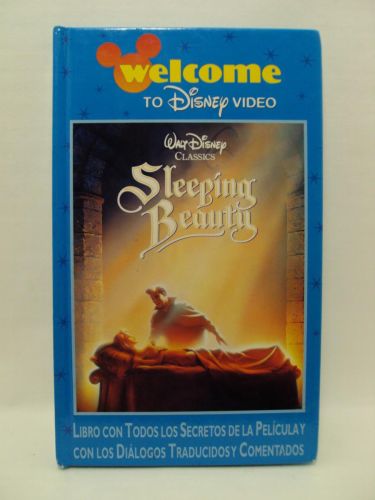 welcome
TO Disney VIDEO
WALT DISNEY
CLASSICS
Sleeping
Beauty
LIBRO CON TODOS LOS SECRETOS DE LA PELÍCULA Y
CON LOS DIÁLOGOS TRADUCIDOS Y COMENTADOS